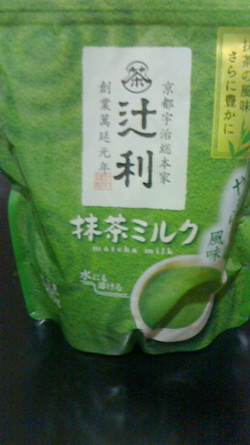 抹茶の風味
さらに豊かに
茶
京都宇治総本家
辻利
創業萬延元年
抹茶ミルク
matcha milk
風味
水にも
溶ける